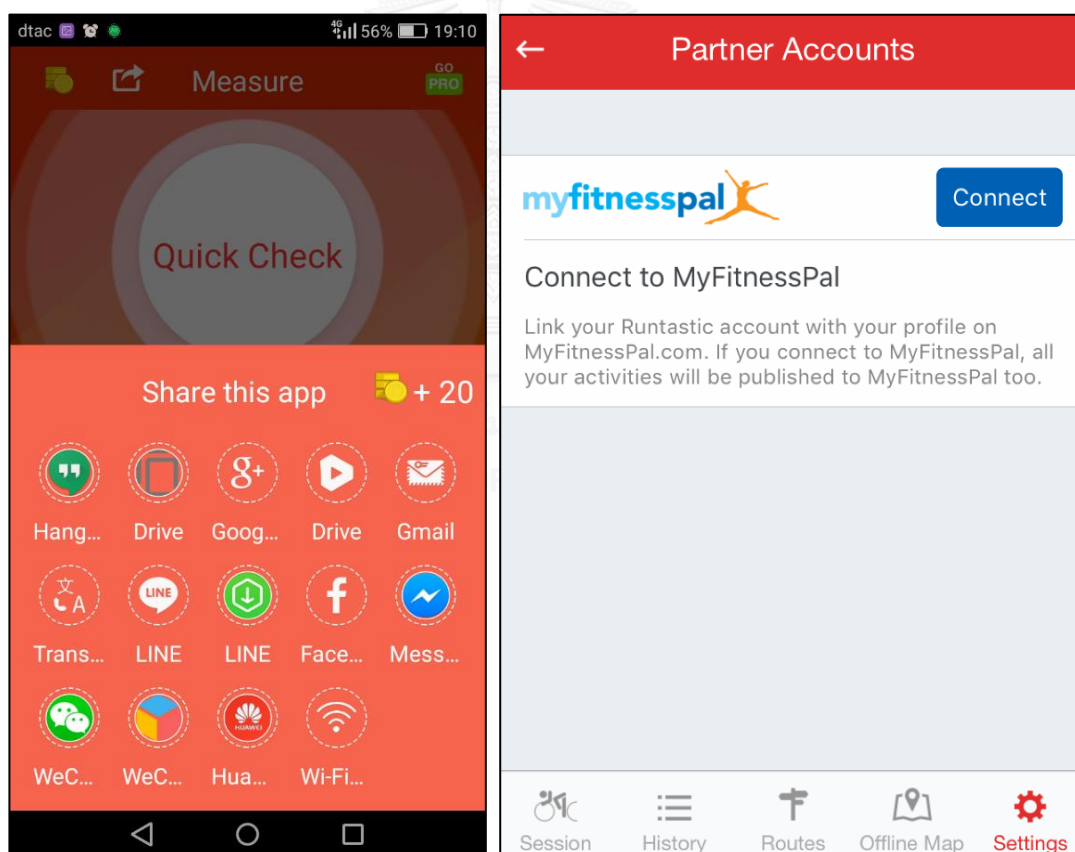 dtac 4G 56% 19:10
Measure GO PRO
Quick Check
Share this app + 20
Hang... Drive Goog... Drive Gmail
LINE
Trans... LINE LINE Face... Mess...
HUAWEI
WeC... WeC... Hua... Wi-Fi...
Partner Accounts
myfitnesspal Connect
Connect to MyFitnessPal
Link your Runtastic account with your profile on
MyFitnessPal.com. If you connect to MyFitnessPal, all
your activities will be published to MyFitnessPal too.
Session History Routes Offline Map Settings